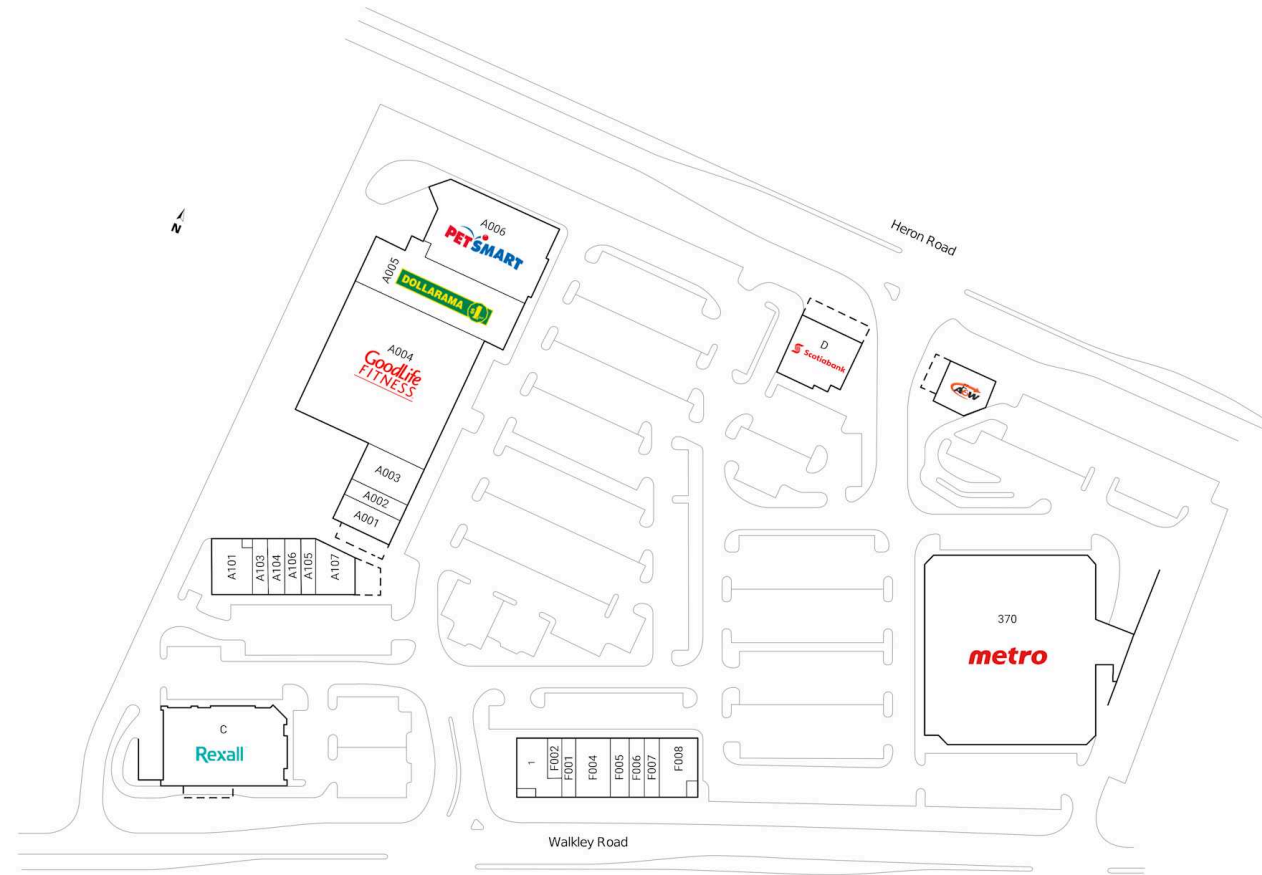 Heron Road
N
A006
PETSMART
A005
DOLLARAMA
A004
GoodLife
FITNESS
D
Scotiabank
A&W
A003
A002
A001
A101
A103
A104
A106
A105
A107
370
metro
C
Rexall
1
F002
F001
F004
F005
F006
F007
F008
Walkley Road